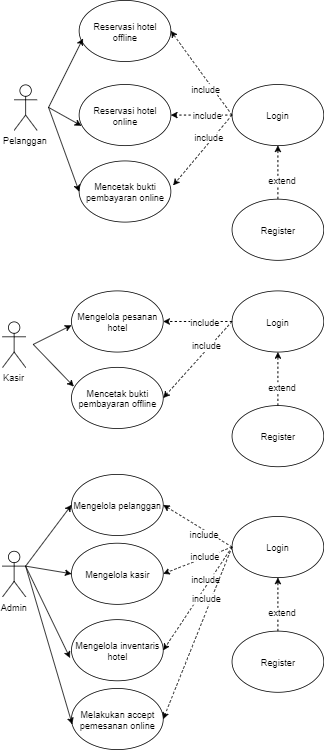 Reservasi hotel
offline
include
Pelanggan
Reservasi hotel
online
include
Login
include
Mencetak bukti
pembayaran online
extend
Register
Mengelola pesanan
hotel
include
Login
include
Kasir
Mencetak bukti
pembayaran offline
extend
Register
Mengelola pelanggan
include
Login
include
Mengelola kasir
include
include
Admin
extend
Mengelola inventaris
hotel
Register
Melakukan accept
pemesanan online